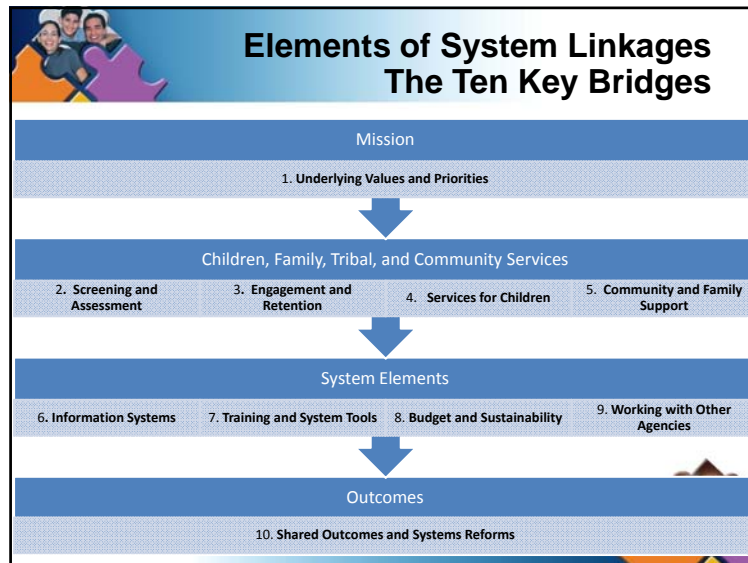 Elements of System Linkages
The Ten Key Bridges
Mission
1. Underlying Values and Priorities
Children, Family, Tribal, and Community Services
2. Screening and
Assessment
3. Engagement and
Retention
4. Services for Children
5. Community and Family
Support
System Elements
6. Information Systems
7. Training and System Tools
8. Budget and Sustainability
9. Working with Other
Agencies
Outcomes
10. Shared Outcomes and Systems Reforms